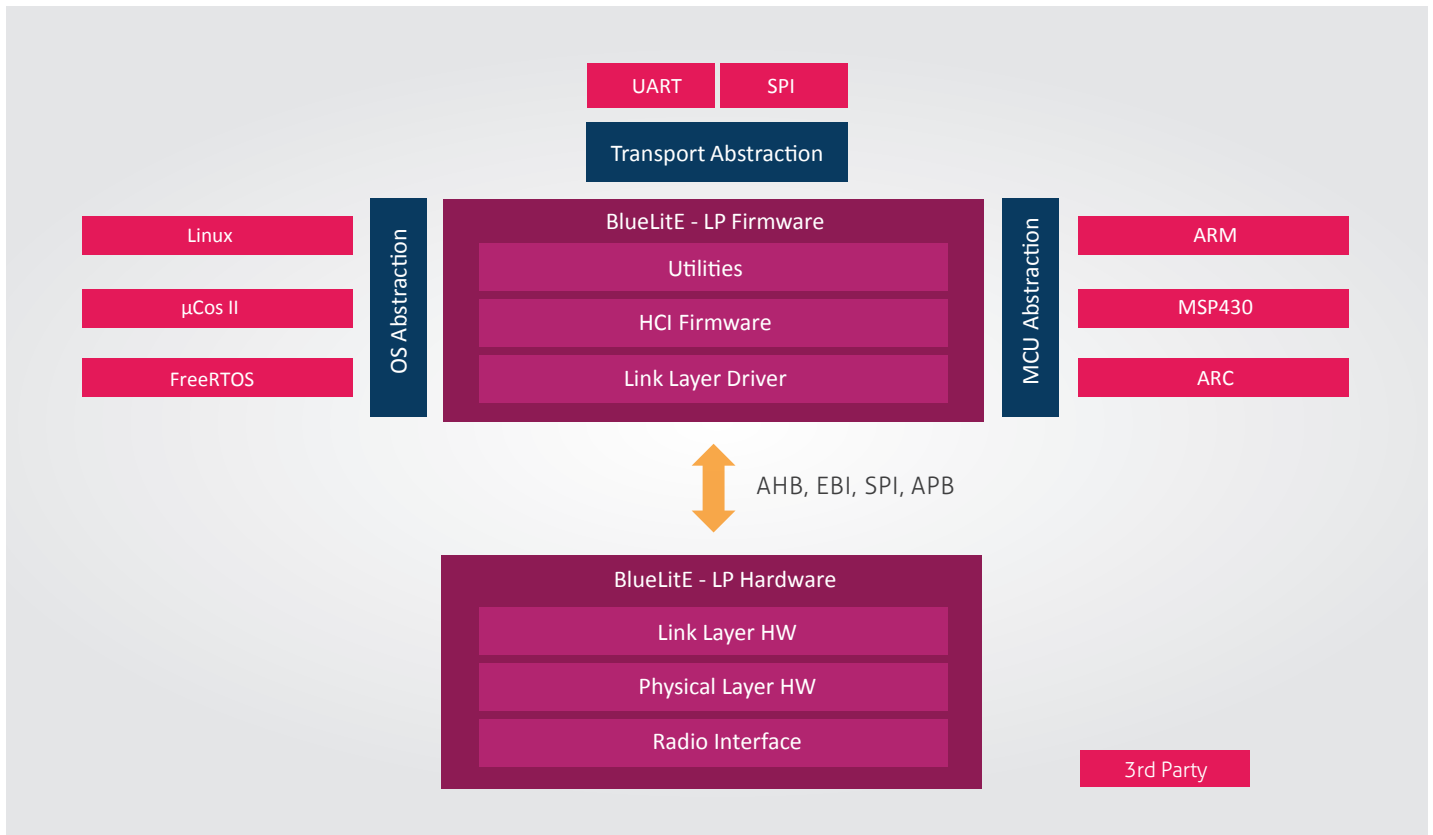 UART
SPI
Transport Abstraction
Linux
µCos II
FreeRTOS
OS Abstraction
BlueLitE - LP Firmware
Utilities
HCI Firmware
Link Layer Driver
MCU Abstraction
ARM
MSP430
ARC
AHB, EBI, SPI, APB
BlueLitE - LP Hardware
Link Layer HW
Physical Layer HW
Radio Interface
3rd Party